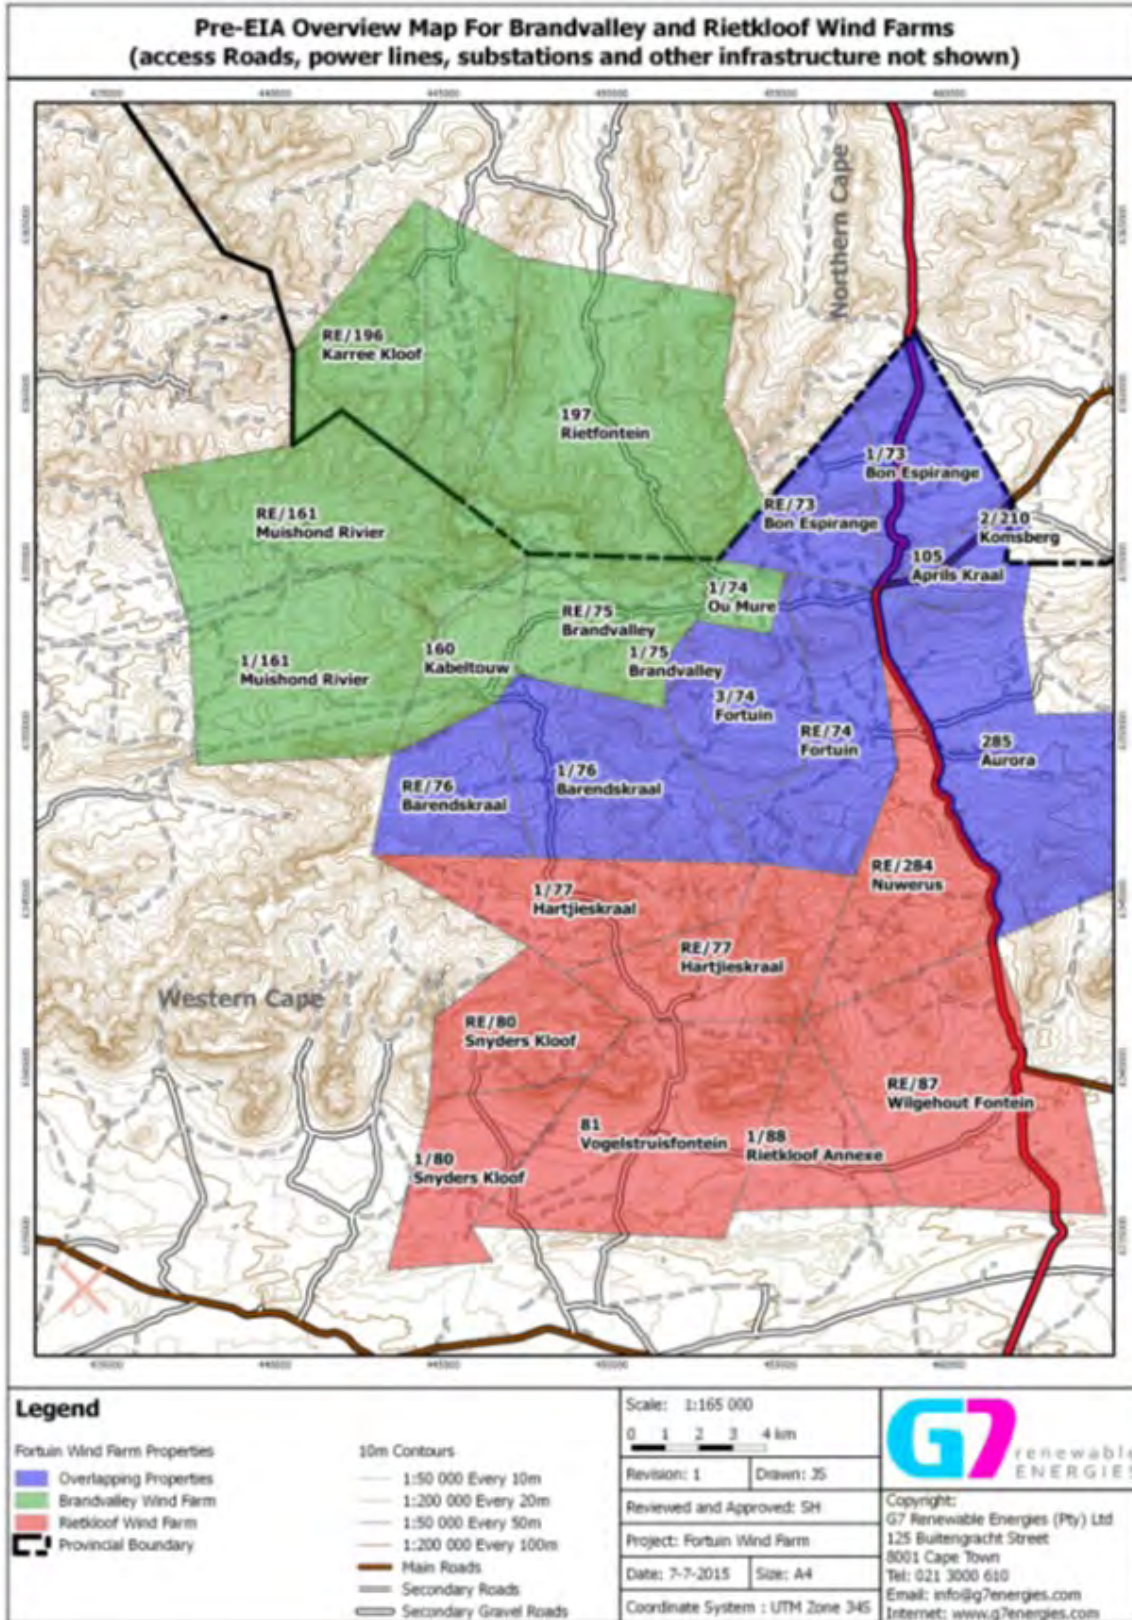 Pre-EIA Overview Map For Brandvalley and Rietkloof Wind Farms
(access Roads, power lines, substations and other infrastructure not shown)
440000
445000
450000
460000
Northern Cape
RE/196
Karree Kloof
197
Rietfontein
1/73
Bon Espirange
RE/73
Bon Espirange
RE/161
Muishond Rivier
2/210
Komsberg
105
Aprils Kraal
1/74
Ou Mure
RE/75
Brandvalley
160
Kabeltouw
1/75
Brandvalley
1/161
Muishond Rivier
3/74
Fortuin
RE/74
Fortuin
285
Aurora
RE/76
Barendskraal
1/76
Barendskraal
RE/284
Nuwerus
1/77
Hartjieskraal
RE/77
Hartjieskraal
Western Cape
RE/80
Snyders Kloof
RE/87
Wilgehout Fontein
81
Vogelstruisfontein
1/88
Rietkloof Annexe
1/80
Snyders Kloof
445000
450000
460000
Legend
Fortuin Wind Farm Properties
Overlapping Properties
Brandvalley Wind Farm
Rietkloof Wind Farm
Provincial Boundary
10m Contours
1:50 000 Every 10m
1:200 000 Every 20m
1:50 000 Every 50m
1:200 000 Every 100m
Main Roads
Secondary Roads
Secondary Gravel Roads
Scale: 1:165 000
0 1 2 3 4 km
Revision: 1
Drawn: JS
Reviewed and Approved: SH
Project: Fortuin Wind Farm
Date: 7-7-2015
Size: A4
Coordinate System : UTM Zone 34S
G7 renewable
ENERGIES
Copyright:
G7 Renewable Energies (Pty) Ltd
125 Buitengracht Street
8001 Cape Town
Tel: 021 3000 610
Email: info@g7energies.com
Internet: www.g7energies.com